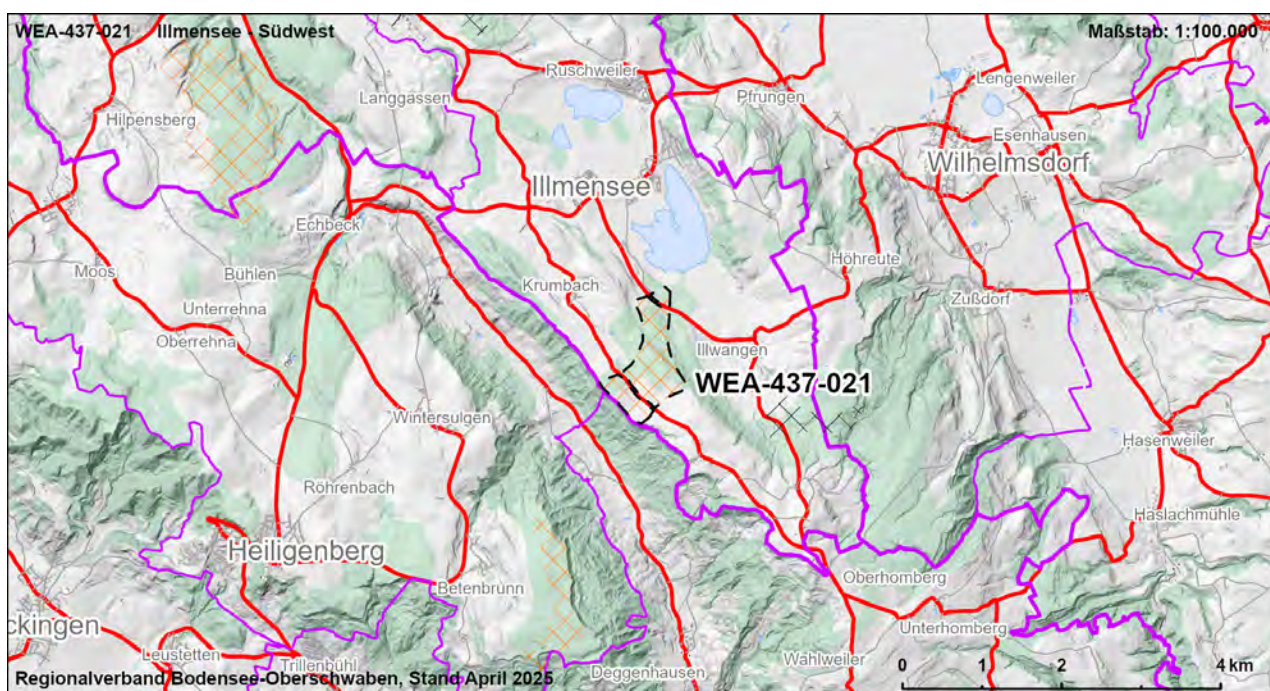 WEA-437-021 Illmensee - Südwest
Maßstab: 1:100.000
Ruschweiler
Langgassen
Pfrungen
Lengenweiler
Hilpensberg
Esenhausen
Wilhelmsdorf
Illmensee
Echbeck
Moos
Bühlen
Krumbach
Höhreute
Unterrehna
Zußdorf
Oberrehna
Illwangen
WEA-437-021
Wintersulgen
Hasenweiler
Röhrenbach
Haslachmühle
Heiligenberg
Betenbrunn
Oberhomberg
ckingen
Unterhomberg
Leustetten
Trillenbühl
Deggenhausen
Wahlweiler
0 1 2 4 km
Regionalverband Bodensee-Oberschwaben, Stand April 2025